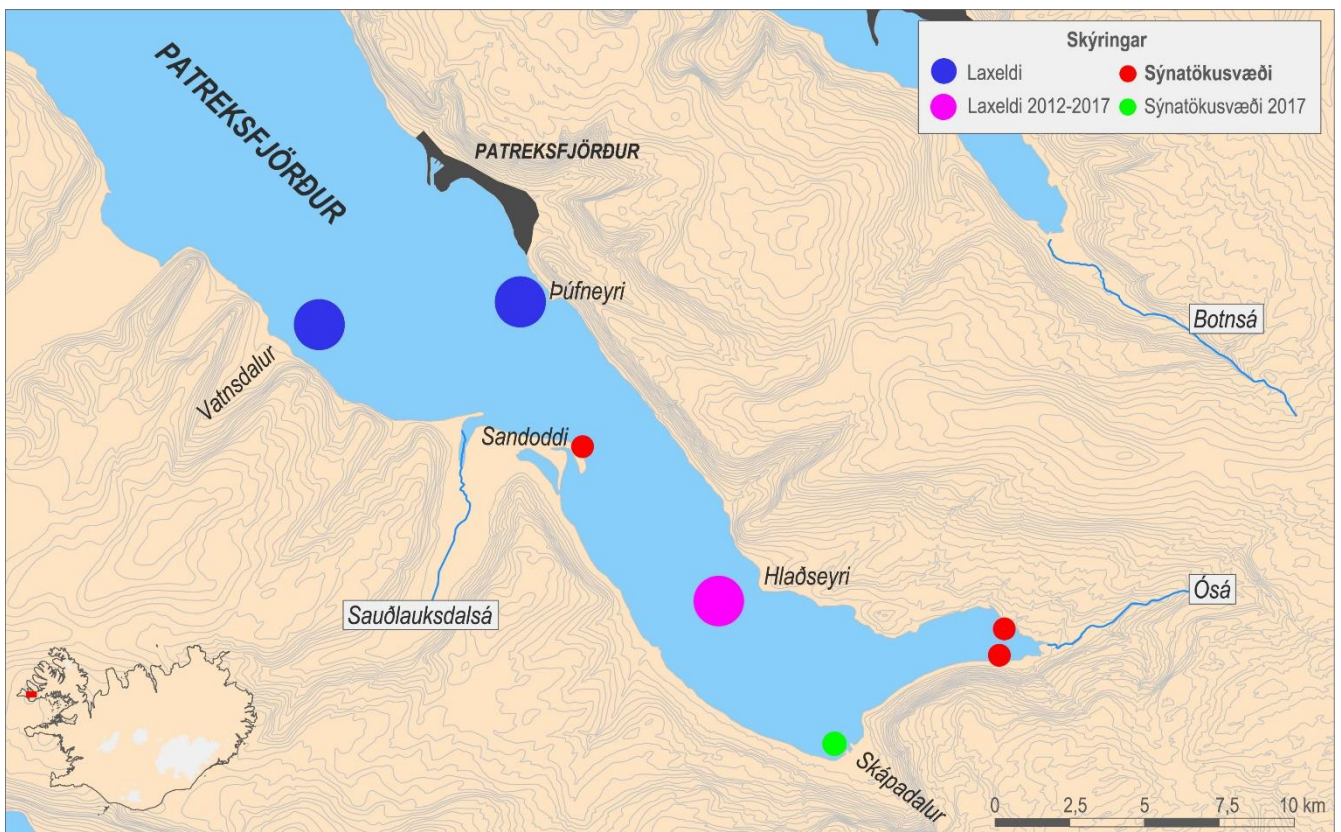 Skýringar
Laxeldi
Sýnatökusvæði
Laxeldi 2012-2017
Sýnatökusvæði 2017
PATREKSFJÖRÐUR
PATREKSFJÖRÐUR
Þúfneyri
Botnsá
Vatnsdalur
Sandoddi
Hlaðseyri
Sauðlauksdalsá
Ósá
Skápadalur
0 2,5 5 7,5 10 km